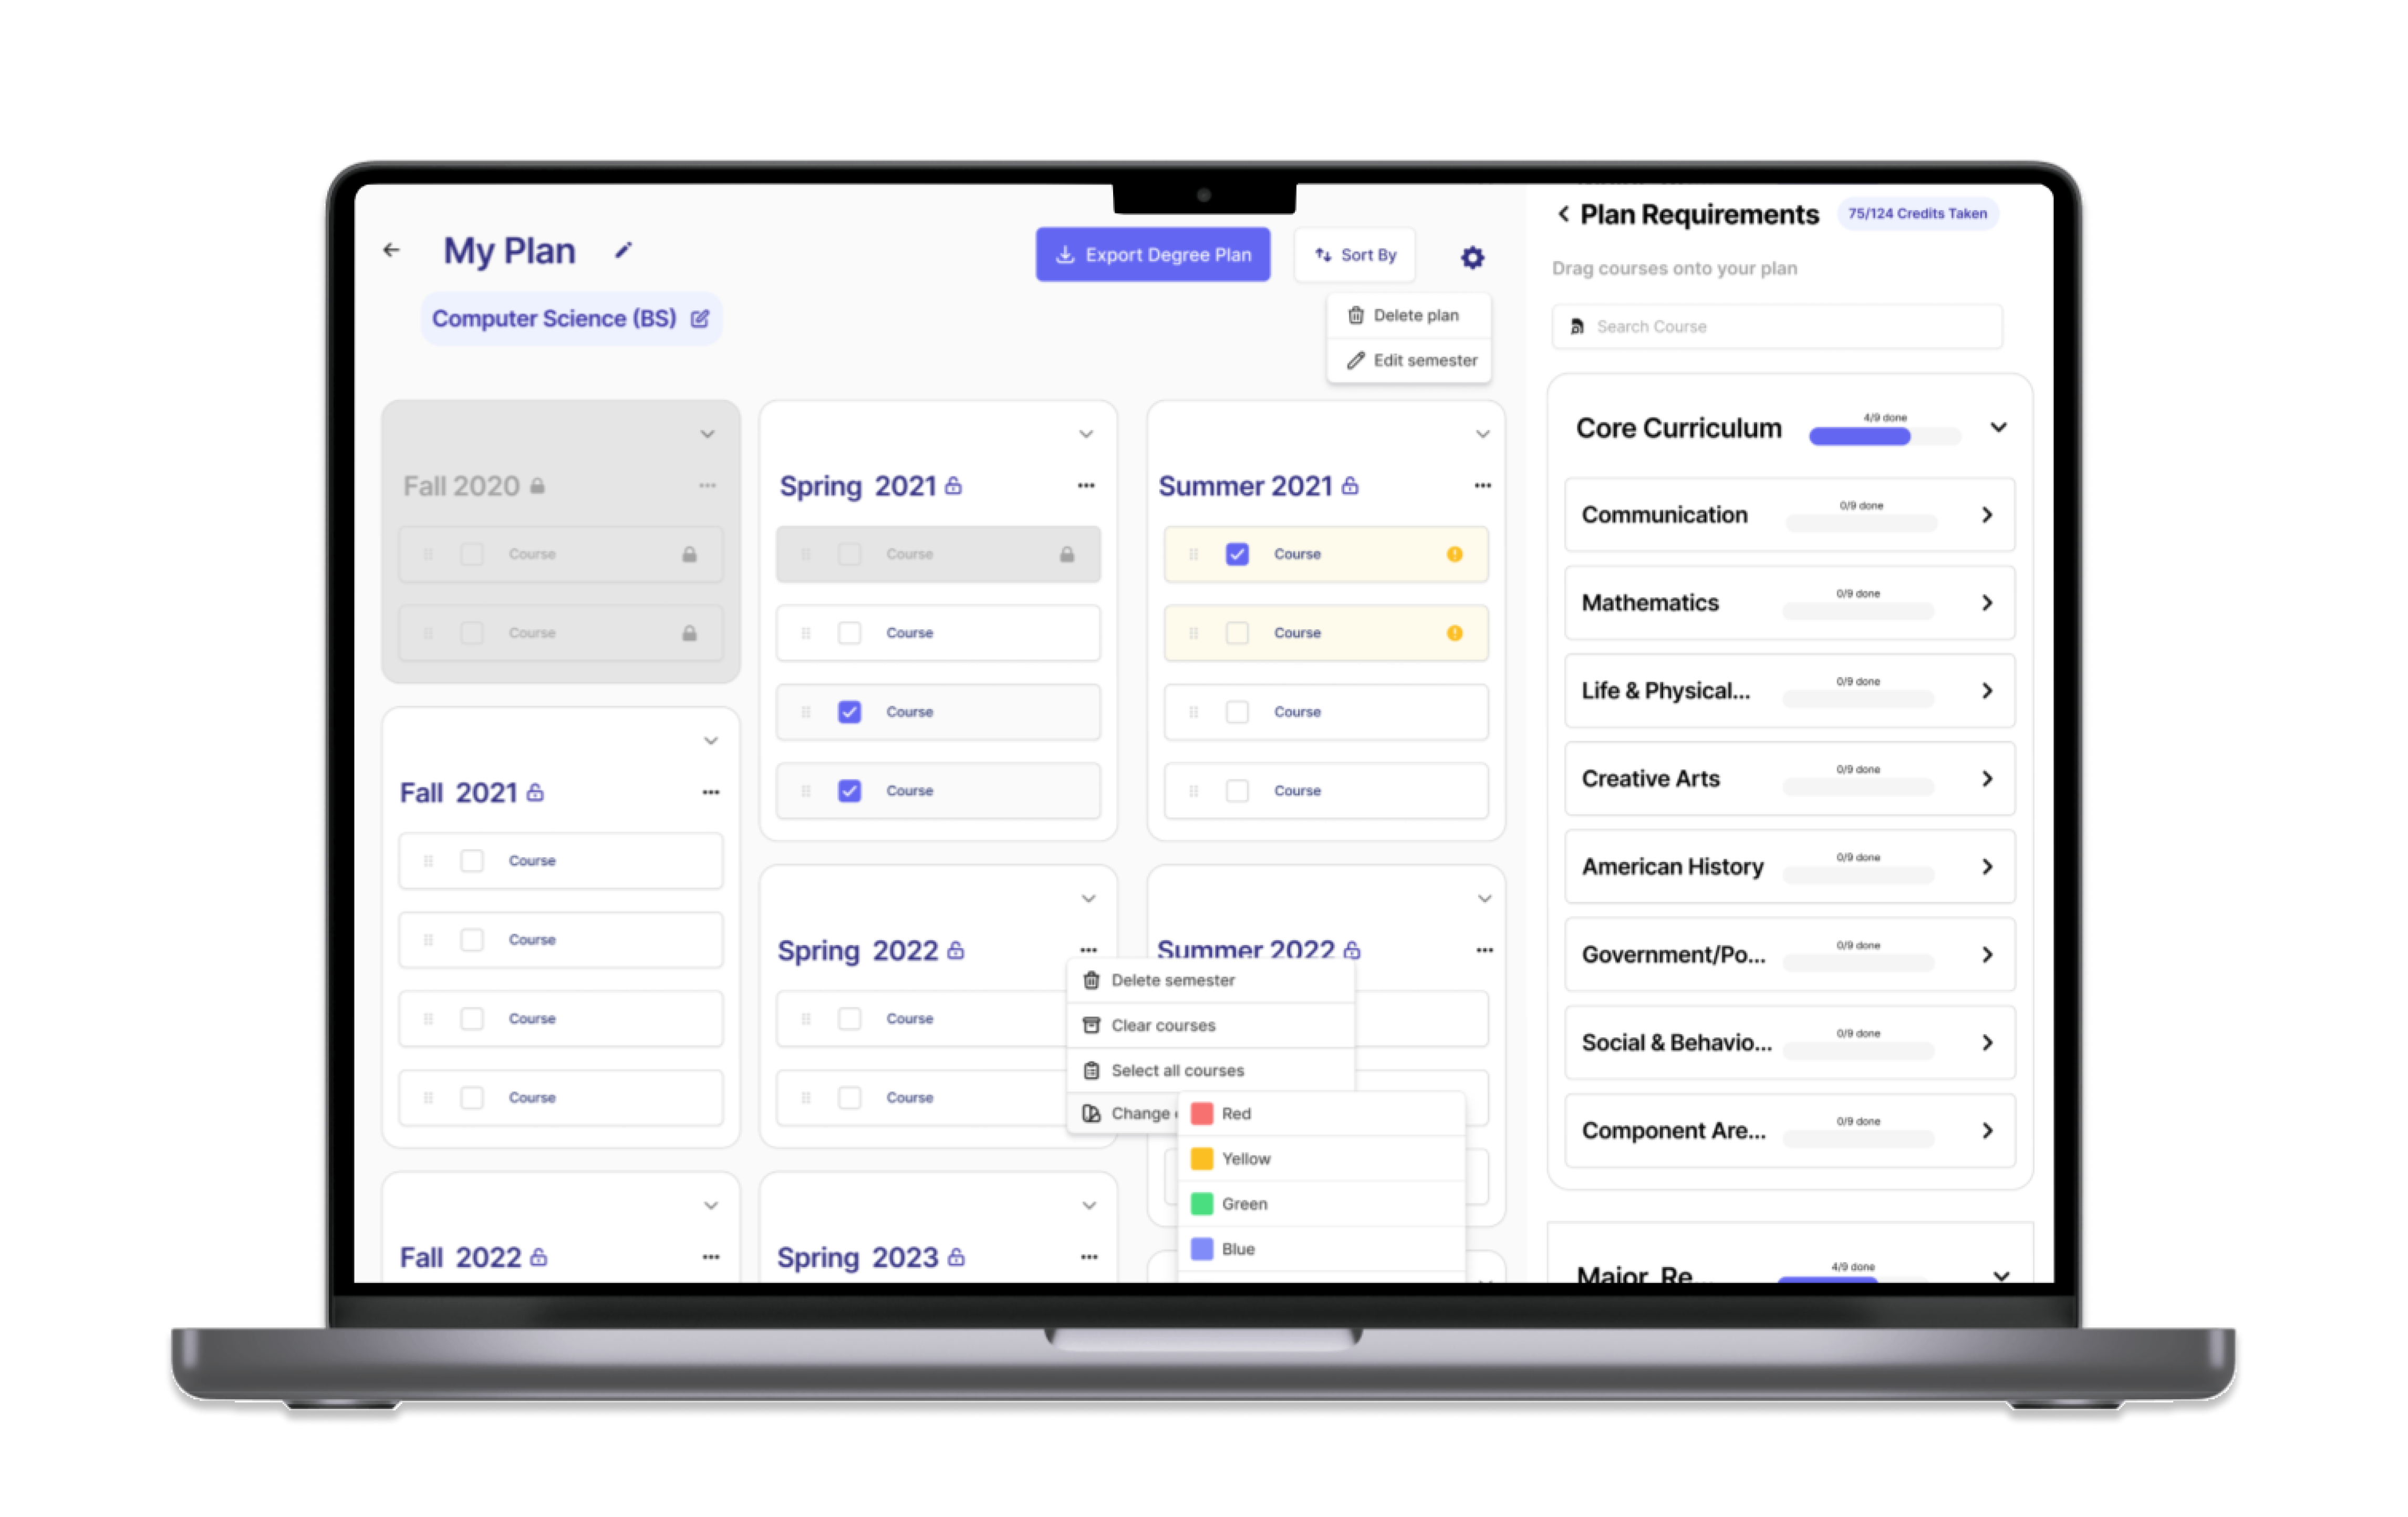 My Plan
Export Degree Plan
Sort By
Computer Science (BS)
Delete plan
Edit semester
Fall 2020
Course
Course
Spring 2021
Course
Course
Course
Course
Summer 2021
Course
Course
Course
Course
Fall 2021
Course
Course
Course
Course
Spring 2022
Course
Course
Summer 2022
Delete semester
Clear courses
Select all courses
Change
Red
Yellow
Green
Blue
Fall 2022
Spring 2023
Plan Requirements
75/124 Credits Taken
Drag courses onto your plan
Search Course
Core Curriculum
4/9 done
Communication
0/9 done
Mathematics
0/9 done
Life & Physical...
0/9 done
Creative Arts
0/9 done
American History
0/9 done
Government/Po...
0/9 done
Social & Behavio...
0/9 done
Component Are...
0/9 done
Major Re...
4/9 done